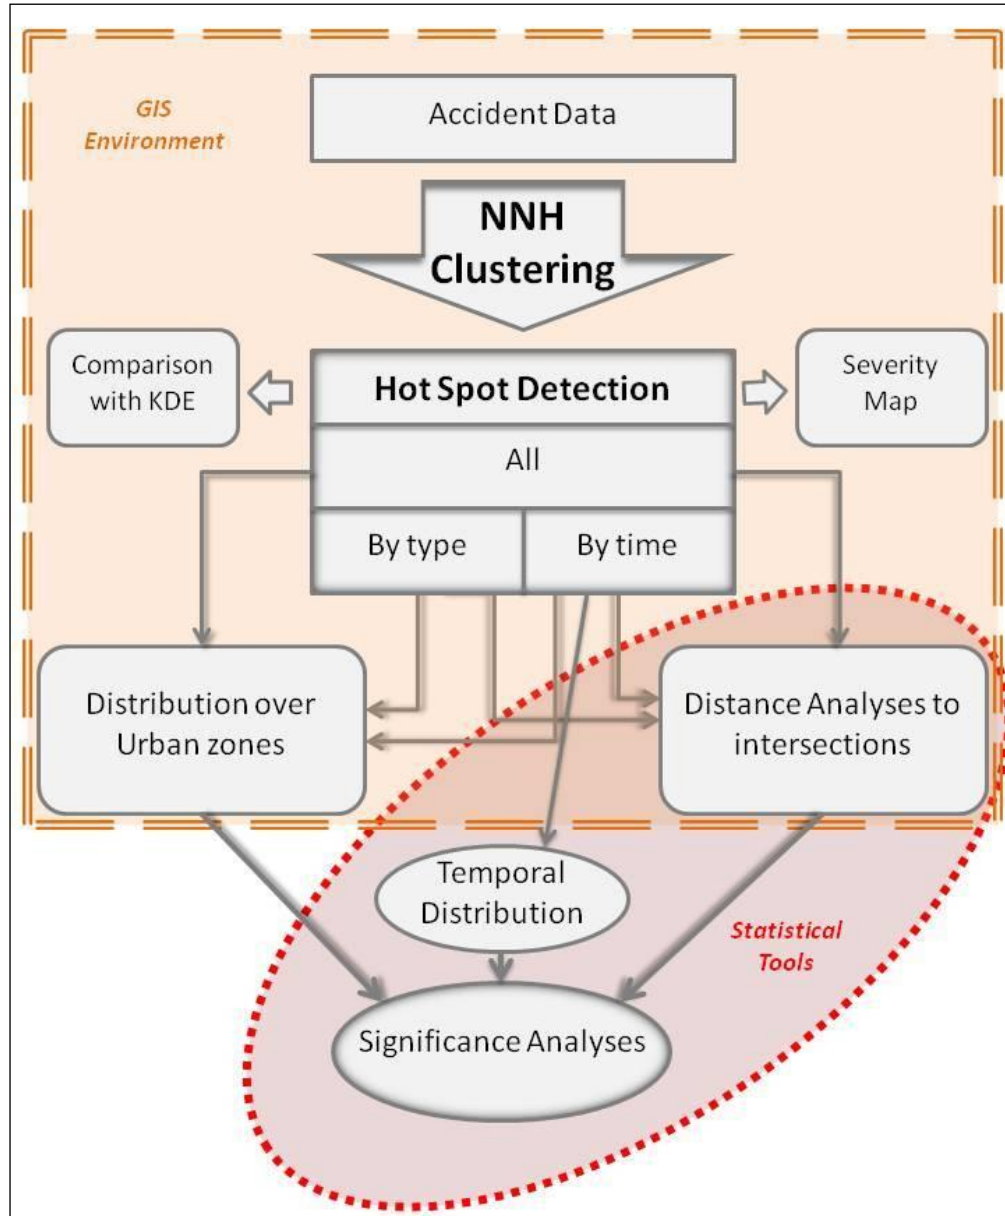 GIS
Environment
Accident Data
NNH
Clustering
Comparison
with KDE
Hot Spot Detection
Severity
Map
All
By type
By time
Distribution over
Urban zones
Distance Analyses to
intersections
Temporal
Distribution
Statistical
Tools
Significance Analyses